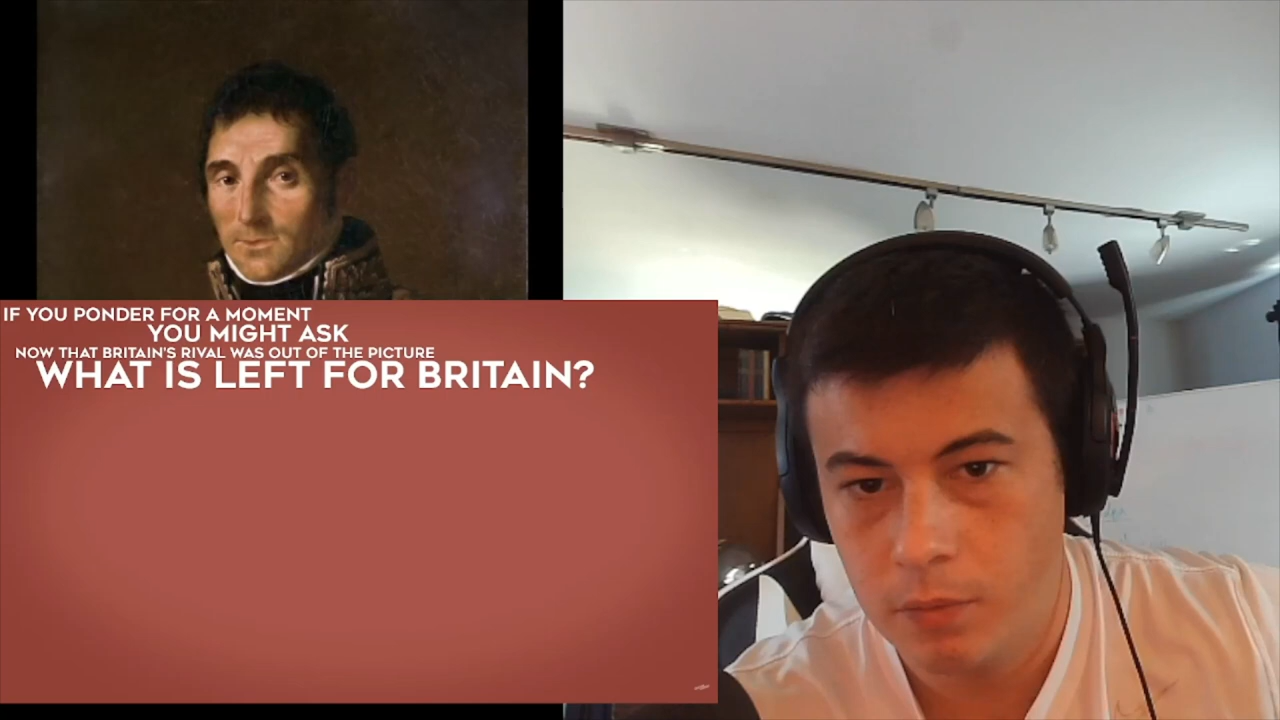 IF YOU PONDER FOR A MOMENT
YOU MIGHT ASK
NOW THAT BRITAIN'S RIVAL WAS OUT OF THE PICTURE
WHAT IS LEFT FOR BRITAIN?